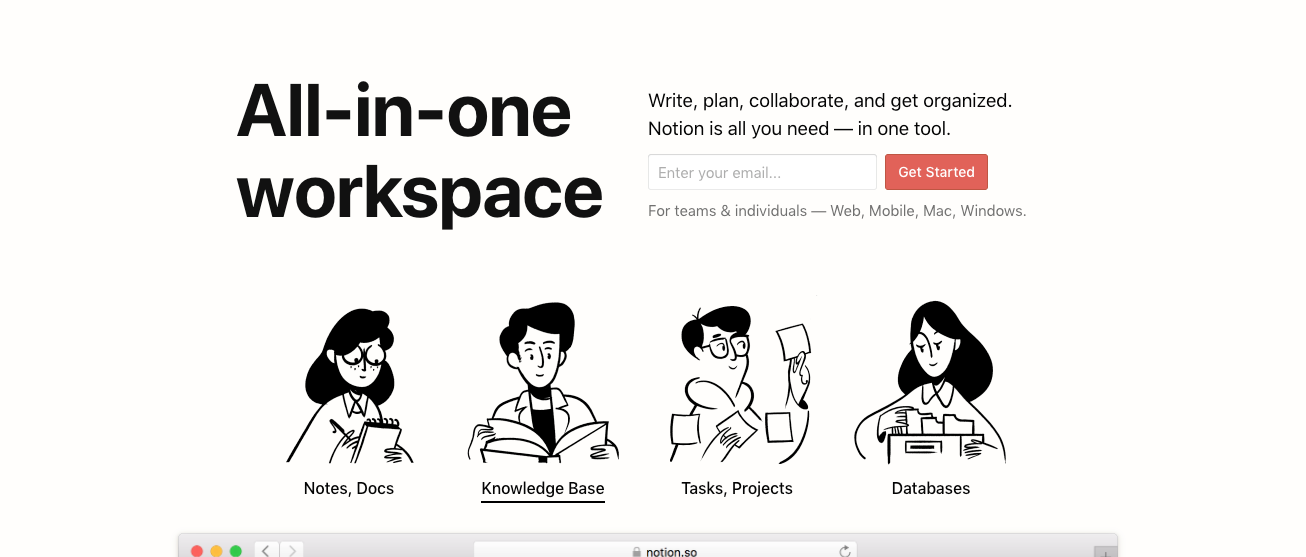 All-in-one
workspace
Write, plan, collaborate, and get organized.
Notion is all you need — in one tool.
Enter your email...
Get Started
For teams & individuals — Web, Mobile, Mac, Windows.
Notes, Docs
Knowledge Base
Tasks, Projects
Databases
notion.so